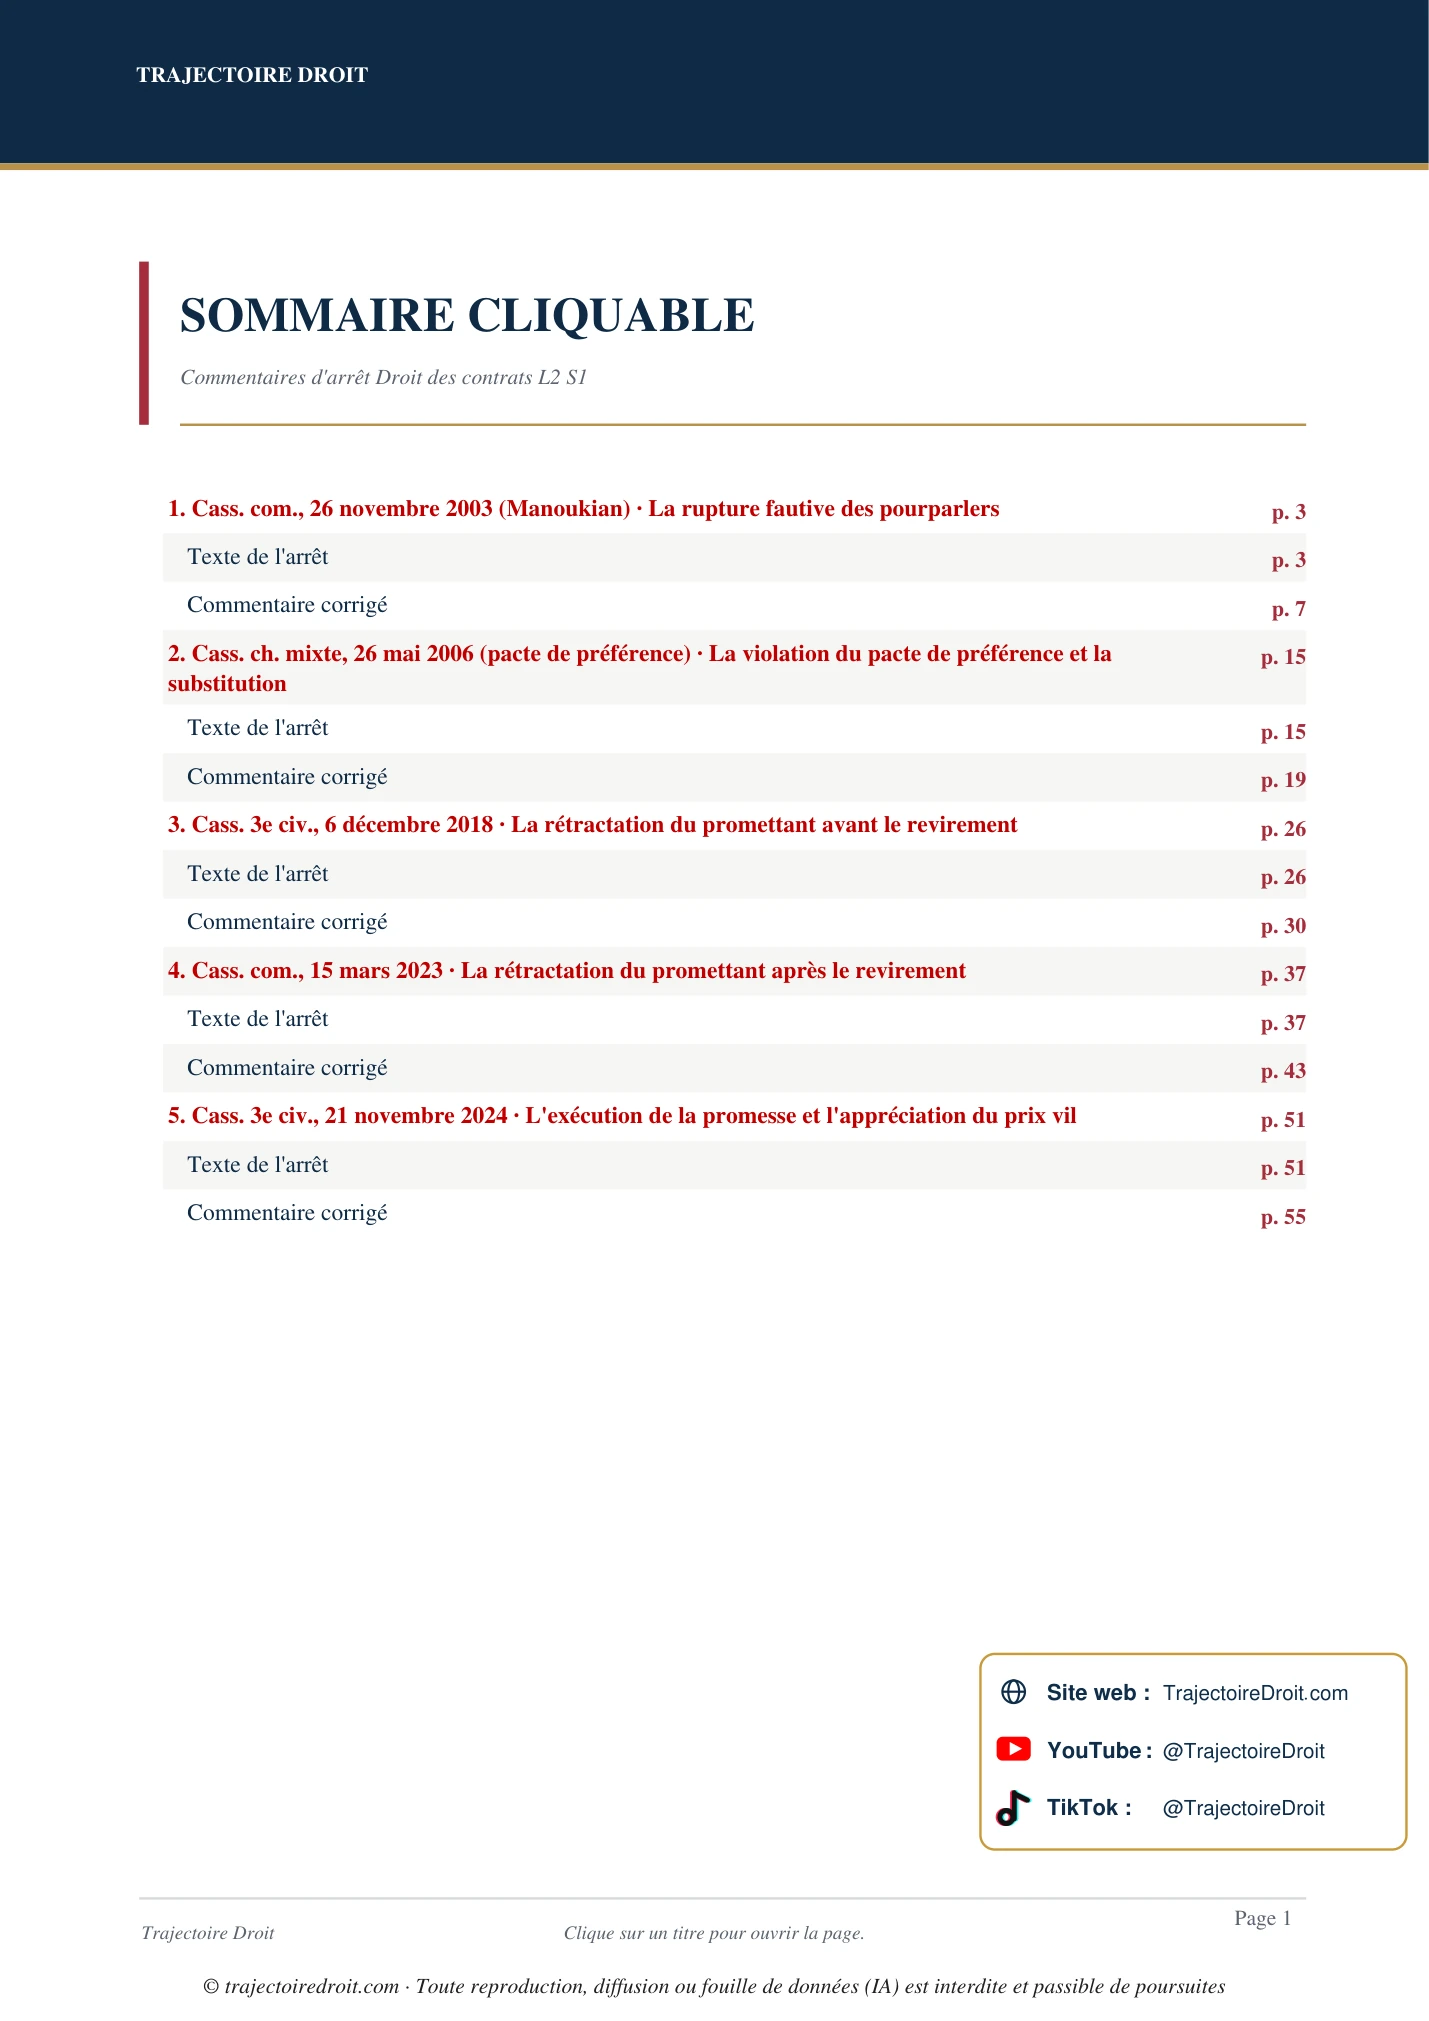 TRAJECTOIRE DROIT
SOMMAIRE CLIQUABLE
Commentaires d'arrêt Droit des contrats L2 S1
1. Cass. com., 26 novembre 2003 (Manoukian) · La rupture fautive des pourparlers p. 3
Texte de l'arrêt p. 3
Commentaire corrigé p. 7
2. Cass. ch. mixte, 26 mai 2006 (pacte de préférence) · La violation du pacte de préférence et la p. 15
substitution
Texte de l'arrêt p. 15
Commentaire corrigé p. 19
3. Cass. 3e civ., 6 décembre 2018 · La rétractation du promettant avant le revirement p. 26
Texte de l'arrêt p. 26
Commentaire corrigé p. 30
4. Cass. com., 15 mars 2023 · La rétractation du promettant après le revirement p. 37
Texte de l'arrêt p. 37
Commentaire corrigé p. 43
5. Cass. 3e civ., 21 novembre 2024 · L'exécution de la promesse et l'appréciation du prix vil p. 51
Texte de l'arrêt p. 51
Commentaire corrigé p. 55
Site web : TrajectoireDroit.com
YouTube : @TrajectoireDroit
TikTok : @TrajectoireDroit
Page 1
Trajectoire Droit Clique sur un titre pour ouvrir la page.
© trajectoiredroit.com · Toute reproduction, diffusion ou fouille de données (IA) est interdite et passible de poursuites